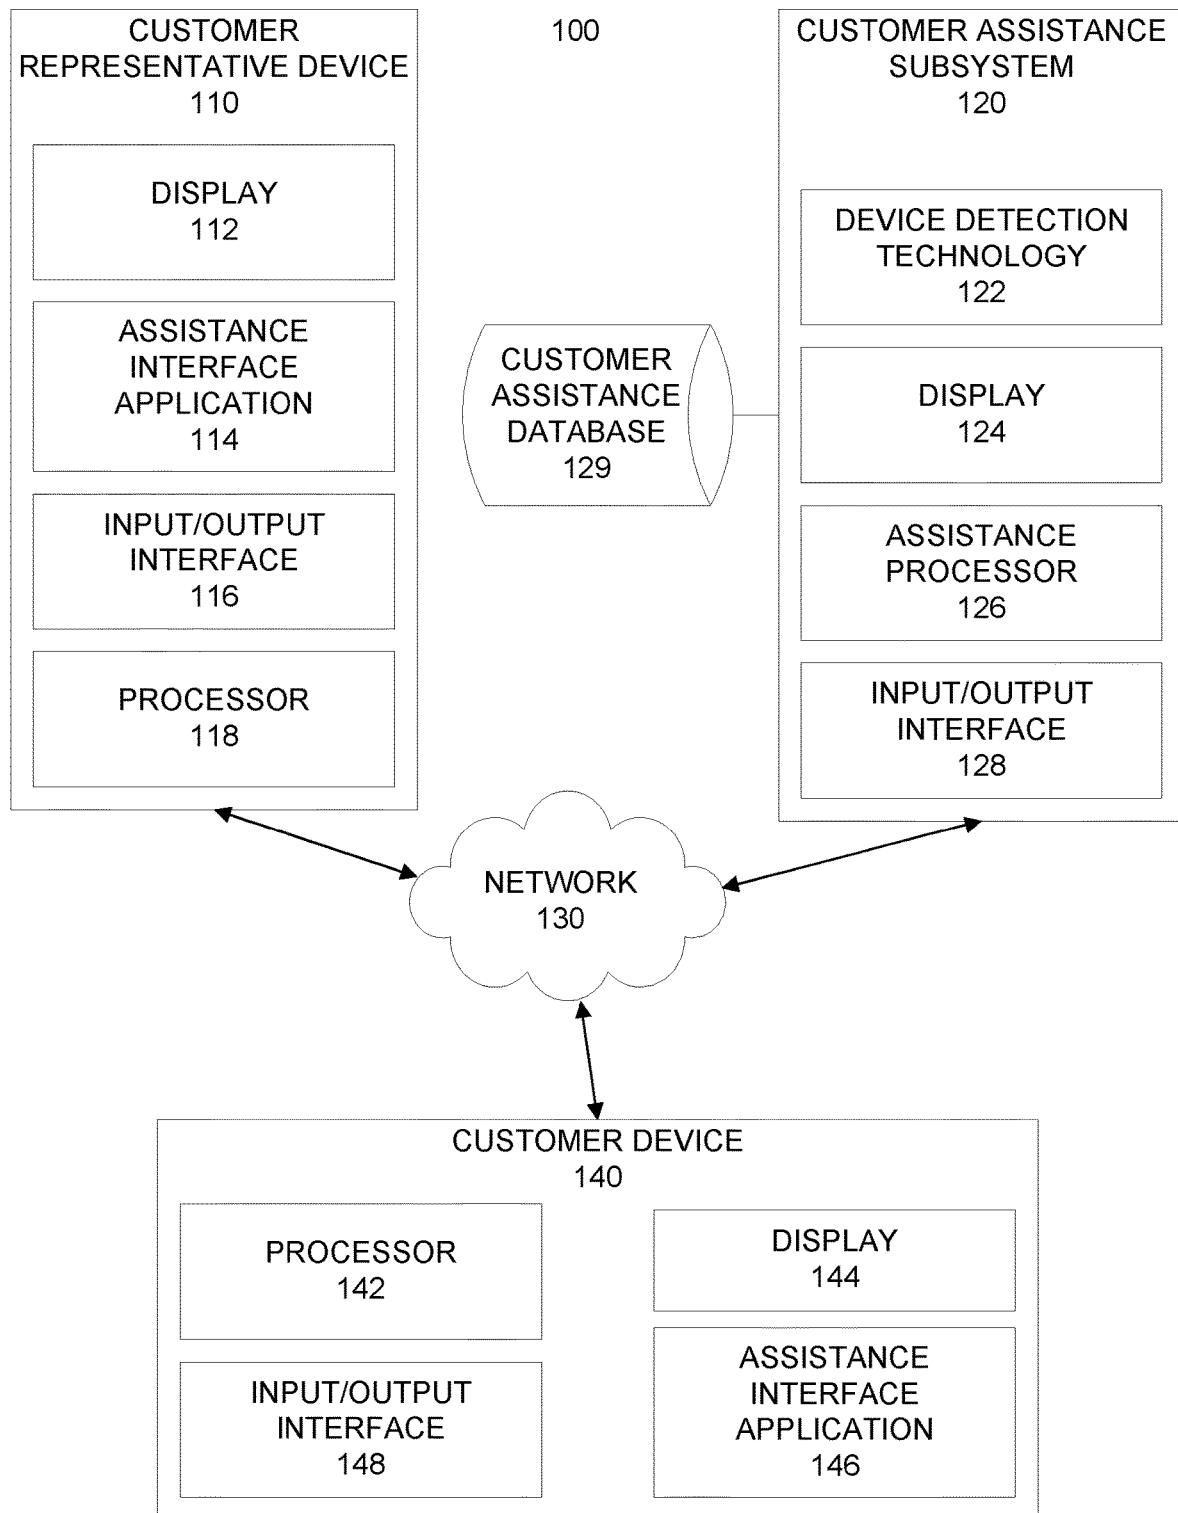 CUSTOMER
REPRESENTATIVE DEVICE
110
DISPLAY
112
ASSISTANCE
INTERFACE
APPLICATION
114
INPUT/OUTPUT
INTERFACE
116
PROCESSOR
118
100
CUSTOMER
ASSISTANCE
DATABASE
129
CUSTOMER ASSISTANCE
SUBSYSTEM
120
DEVICE DETECTION
TECHNOLOGY
122
DISPLAY
124
ASSISTANCE
PROCESSOR
126
INPUT/OUTPUT
INTERFACE
128
NETWORK
130
CUSTOMER DEVICE
140
PROCESSOR
142
DISPLAY
144
INPUT/OUTPUT
INTERFACE
148
ASSISTANCE
INTERFACE
APPLICATION
146